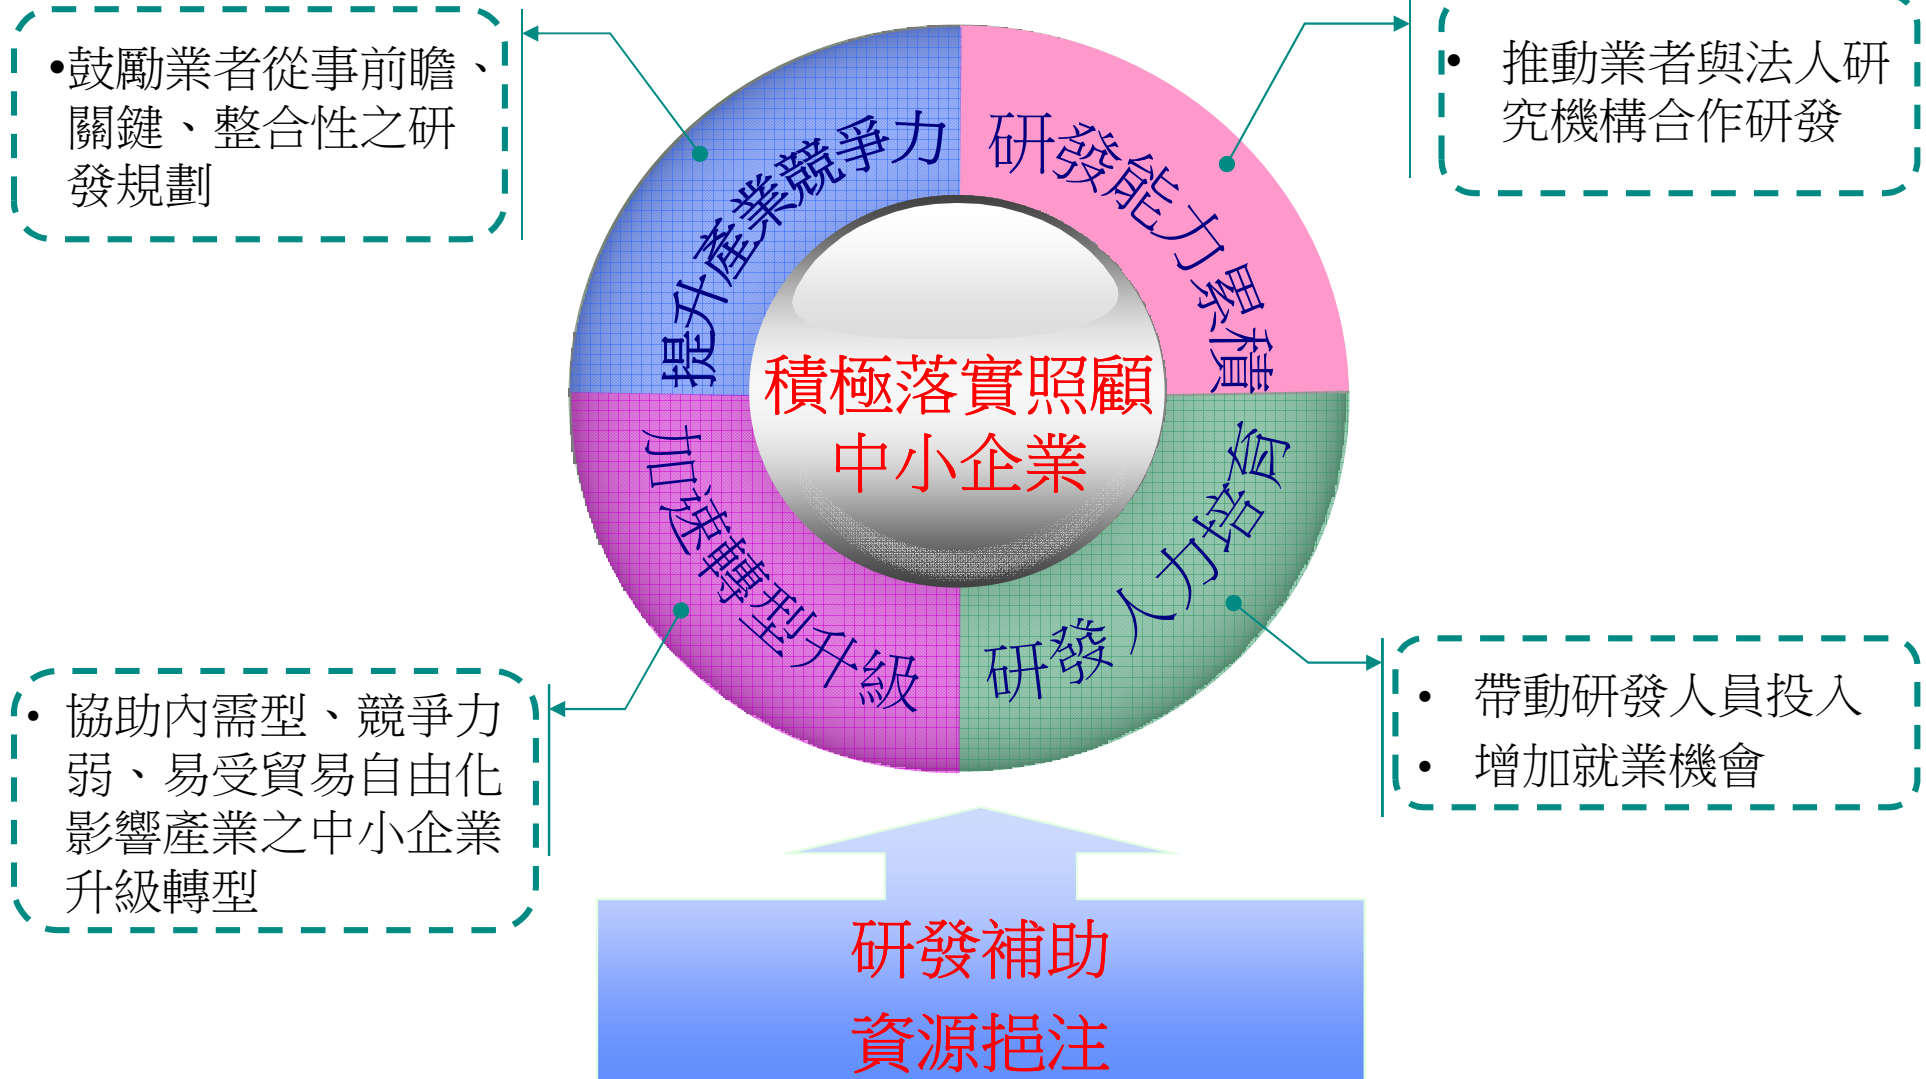 •鼓勵業者從事前瞻、
關鍵、整合性之研
發規劃
• 推動業者與法人研
究機構合作研發
提升產業競爭力
研發能力累積
積極落實照顧
中小企業
加速轉型升級
研發人力培育
• 協助內需型、競爭力
弱、易受貿易自由化
影響產業之中小企業
升級轉型
• 帶動研發人員投入
• 增加就業機會
研發補助
資源挹注